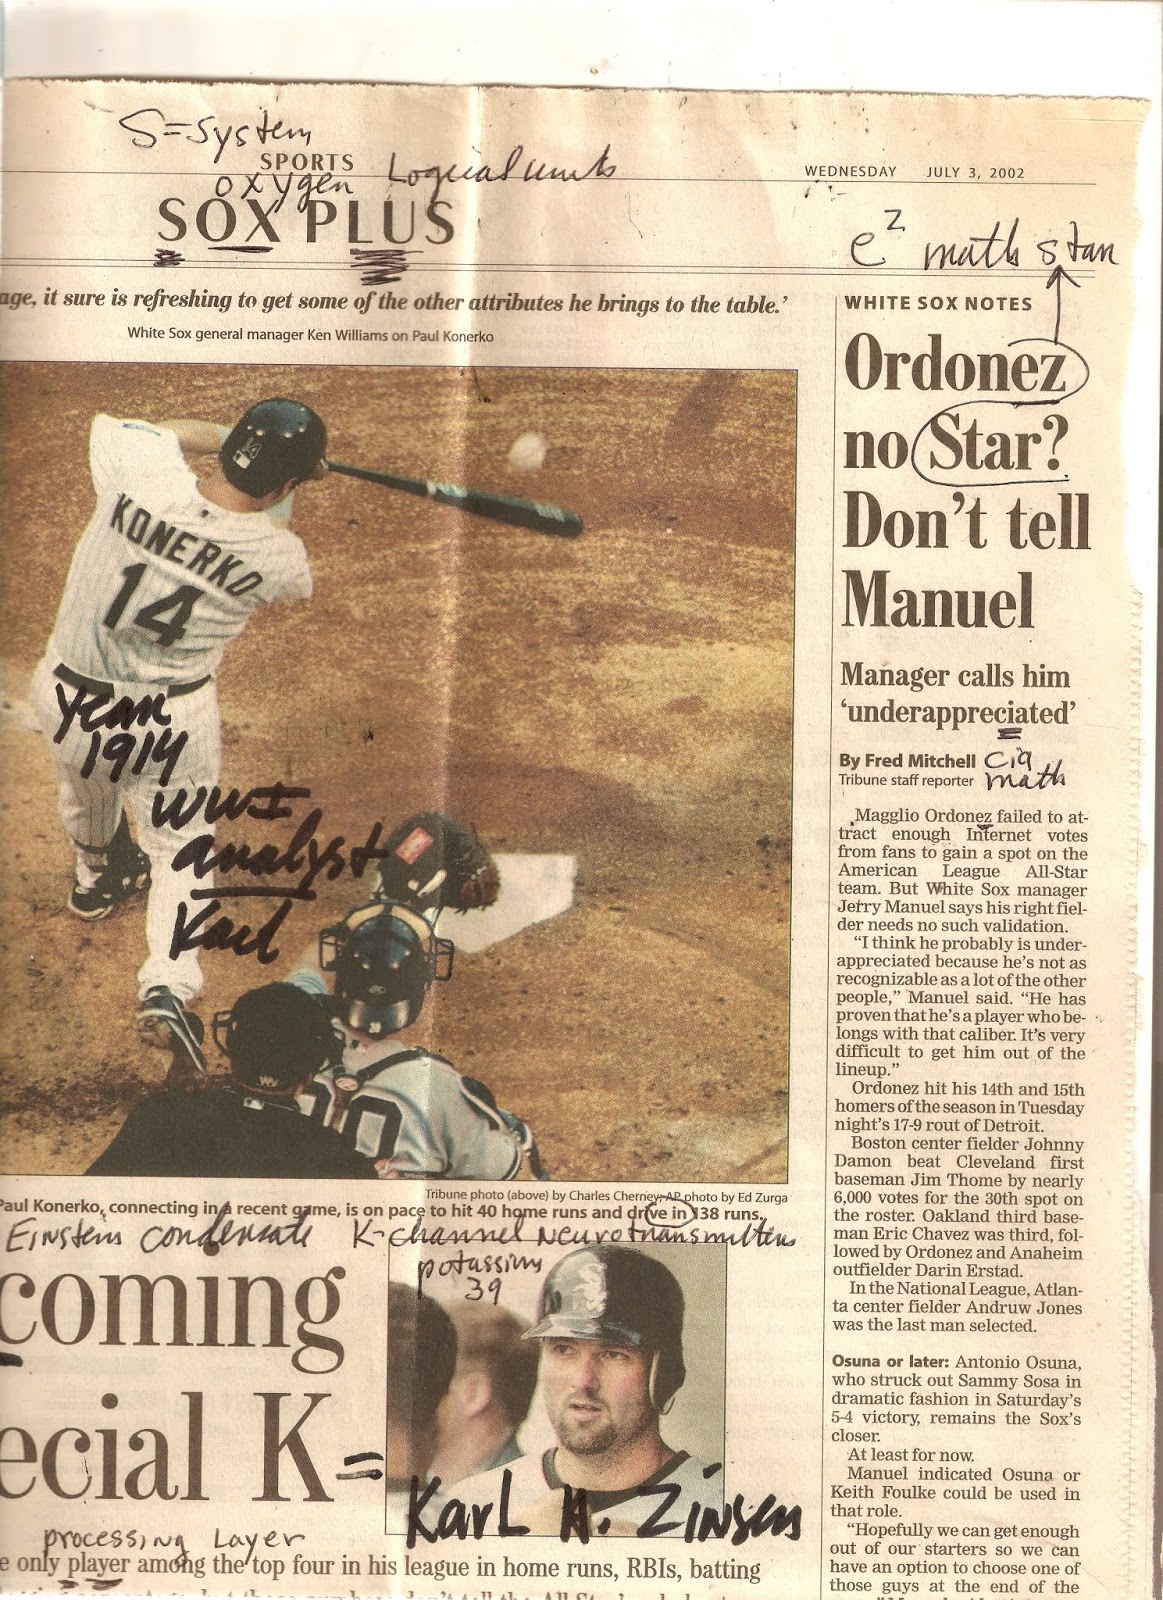 S=System
SPORTS
oxygen Logical units
WEDNESDAY JULY 3, 2002
SOX PLUS
e^z math stan
age, it sure is refreshing to get some of the other attributes he brings to the table.'
White Sox general manager Ken Williams on Paul Konerko
KONERKO
14
year
1914
WWI
analyst
Karl
Tribune photo (above) by Charles Cherney; AP photo by Ed Zurga
Paul Konerko, connecting in a recent game, is on pace to hit 40 home runs and drive in 138 runs.
Einstein condensate K-channel neurotransmitters
potassium
39
coming
ecial K=
Karl H. Zinsen
processing Layer
e only player among the top four in his league in home runs, RBIs, batting
WHITE SOX NOTES
Ordonez
no Star?
Don't tell
Manuel
Manager calls him
'underappreciated'
By Fred Mitchell cia
Tribune staff reporter math
Magglio Ordonez failed to at-
tract enough Internet votes
from fans to gain a spot on the
American League All-Star
team. But White Sox manager
Jerry Manuel says his right fiel-
der needs no such validation.
"I think he probably is under-
appreciated because he's not as
recognizable as a lot of the other
people," Manuel said. "He has
proven that he's a player who be-
longs with that caliber. It's very
difficult to get him out of the
lineup."
Ordonez hit his 14th and 15th
homers of the season in Tuesday
night's 17-9 rout of Detroit.
Boston center fielder Johnny
Damon beat Cleveland first
baseman Jim Thome by nearly
6,000 votes for the 30th spot on
the roster. Oakland third base-
man Eric Chavez was third, fol-
lowed by Ordonez and Anaheim
outfielder Darin Erstad.
In the National League, Atlan-
ta center fielder Andruw Jones
was the last man selected.
Osuna or later: Antonio Osuna,
who struck out Sammy Sosa in
dramatic fashion in Saturday's
5-4 victory, remains the Sox's
closer.
At least for now.
Manuel indicated Osuna or
Keith Foulke could be used in
that role.
"Hopefully we can get enough
out of our starters so we can
have an option to choose one of
those guys at the end of the